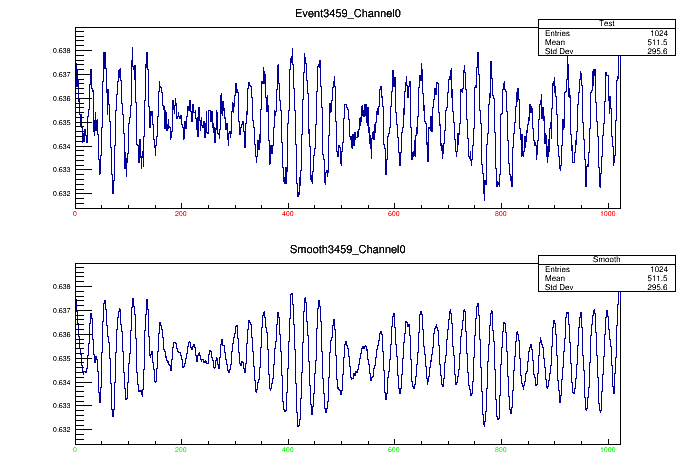 Event3459_Channel0
Test
Entries 1024
Mean 511.5
Std Dev 295.6
0.638
0.637
0.636
0.635
0.634
0.633
0.632
0 200 400 600 800 1000
Smooth3459_Channel0
Smooth
Entries 1024
Mean 511.5
Std Dev 295.6
0.638
0.637
0.636
0.635
0.634
0.633
0.632
0 200 400 600 800 1000